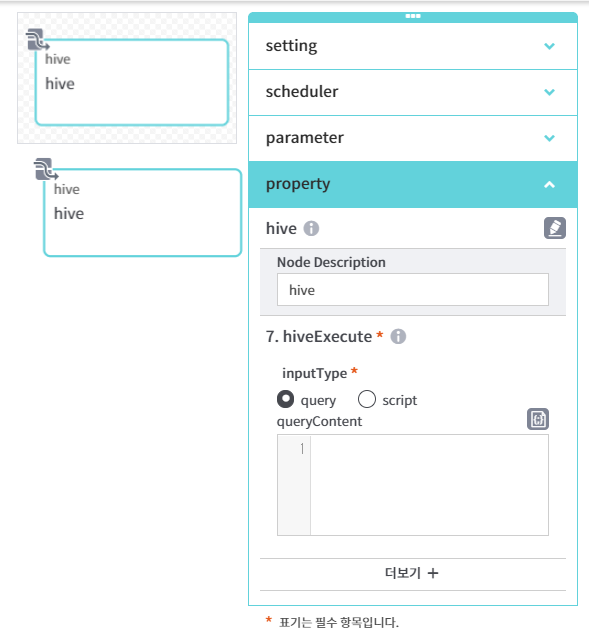 hive
hive
hive
hive
setting
scheduler
parameter
property
hive
Node Description
hive
7. hiveExecute *
inputType *
query script
queryContent
1
더보기 +
* 표기는 필수 항목입니다.